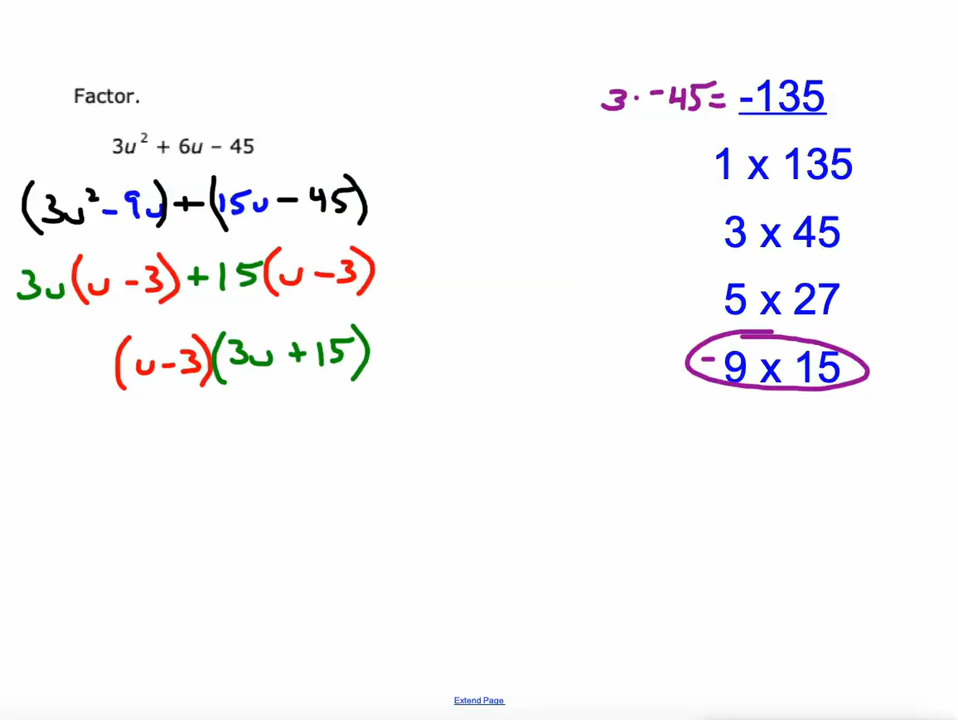 Factor.
3u² + 6u – 45
(3u² - 9u) + (15u - 45)
3u(u - 3) + 15(u - 3)
(u - 3)(3u + 15)
3 · -45 = -135
1 x 135
3 x 45
5 x 27
- 9 x 15
Extend Page